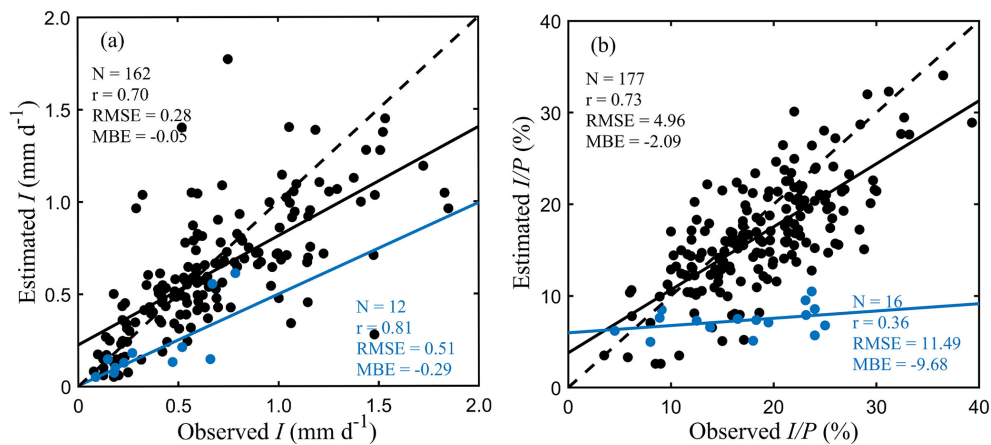 (a)
N = 162
r = 0.70
RMSE = 0.28
MBE = -0.05
N = 12
r = 0.81
RMSE = 0.51
MBE = -0.29
2.0
1.5
1.0
0.5
0
0
0.5
1.0
1.5
2.0
Estimated I (mm d⁻¹)
Observed I (mm d⁻¹)
(b)
N = 177
r = 0.73
RMSE = 4.96
MBE = -2.09
N = 16
r = 0.36
RMSE = 11.49
MBE = -9.68
40
30
20
10
0
0
10
20
30
40
Estimated I/P (%)
Observed I/P (%)